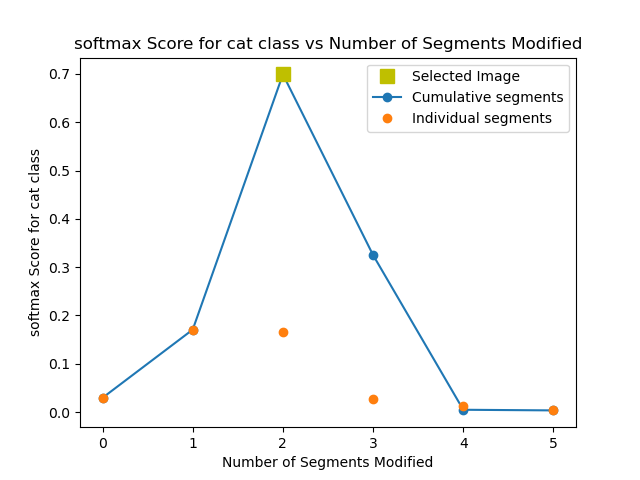 softmax Score for cat class vs Number of Segments Modified
Selected Image
Cumulative segments
Individual segments
softmax Score for cat class
0.7
0.6
0.5
0.4
0.3
0.2
0.1
0.0
0 1 2 3 4 5
Number of Segments Modified